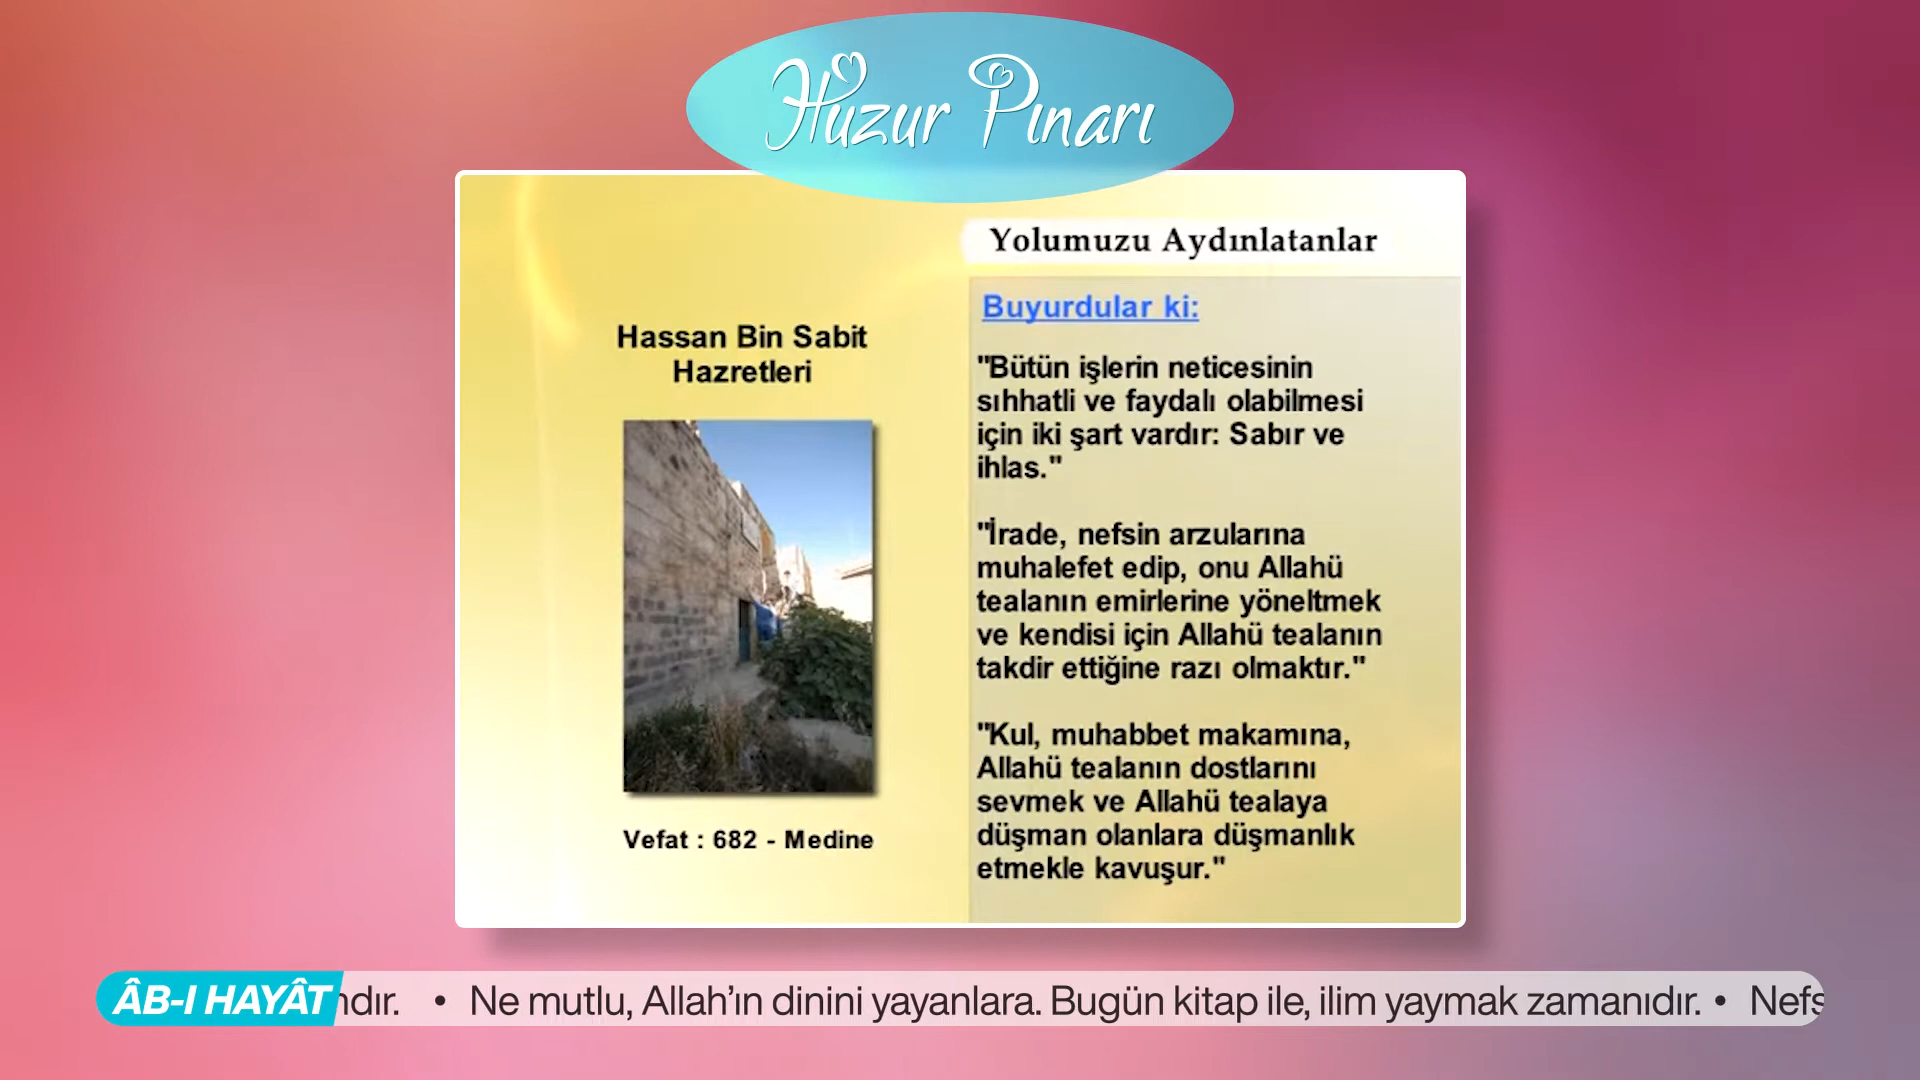 Huzur Pınarı
Yolumuzu Aydınlatanlar
Hassan Bin Sabit
Hazretleri
Vefat : 682 - Medine
Buyurdular ki:
"Bütün işlerin neticesinin
sıhhatli ve faydalı olabilmesi
için iki şart vardır: Sabır ve
ihlas."
"İrade, nefsin arzularına
muhalefet edip, onu Allahü
tealanın emirlerine yöneltmek
ve kendisi için Allahü tealanın
takdir ettiğine razı olmaktır."
"Kul, muhabbet makamına,
Allahü tealanın dostlarını
sevmek ve Allahü tealaya
düşman olanlara düşmanlık
etmekle kavuşur."
ÂB-I HAYÂT ndır. • Ne mutlu, Allah'ın dinini yayanlara. Bugün kitap ile, ilim yaymak zamanıdır. • Nefs